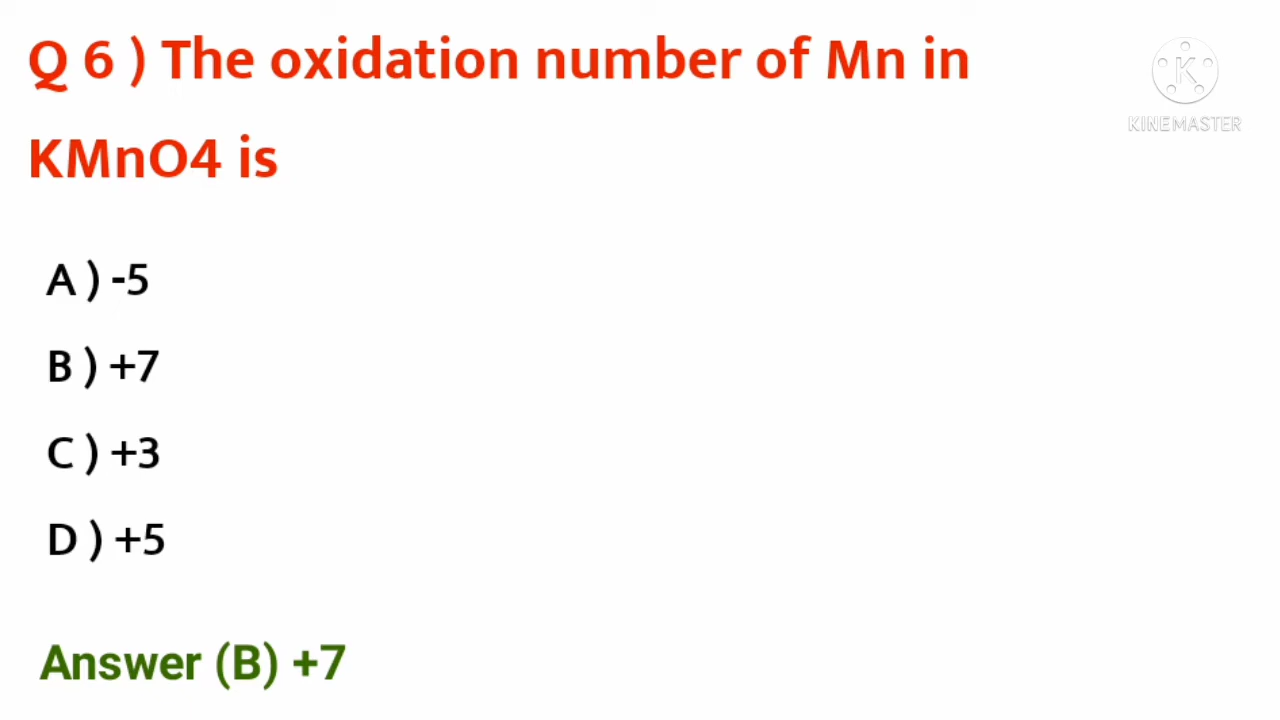 Q 6 ) The oxidation number of Mn in
KMnO4 is
K
KINEMASTER
A ) -5
B ) +7
C ) +3
D ) +5
Answer (B) +7